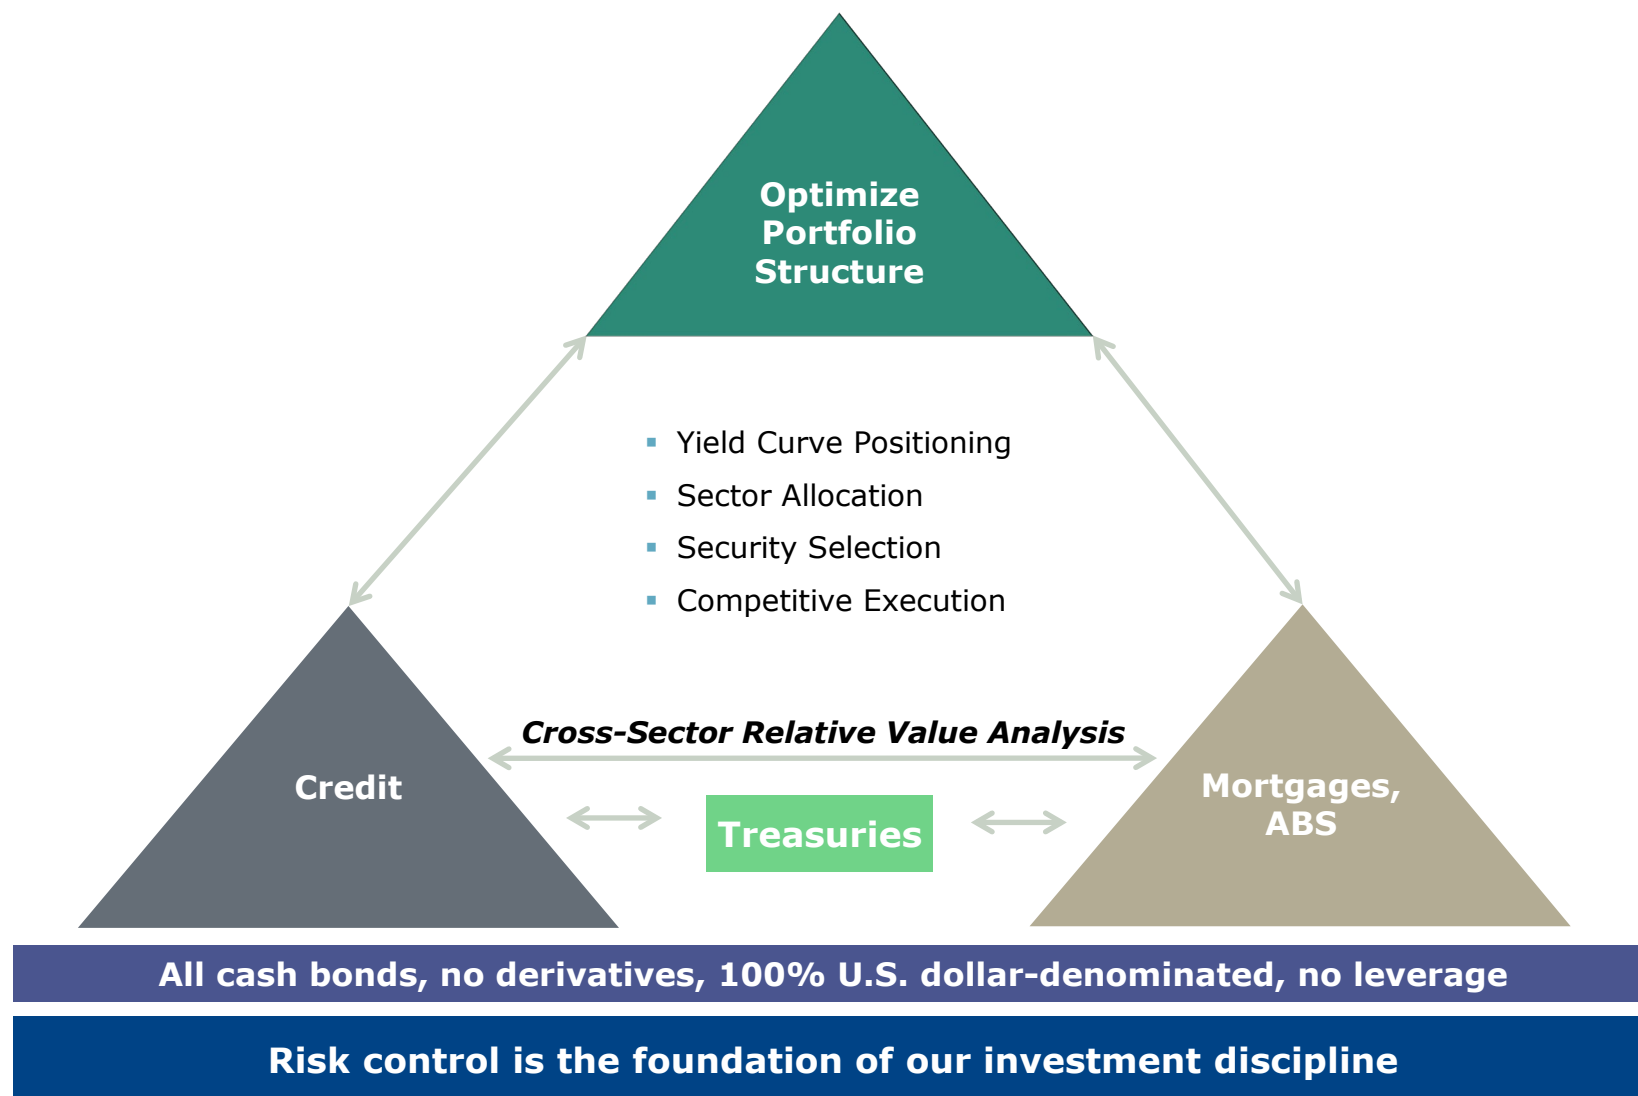 Optimize
Portfolio
Structure
▪ Yield Curve Positioning
▪ Sector Allocation
▪ Security Selection
▪ Competitive Execution
Cross-Sector Relative Value Analysis
Credit
Treasuries
Mortgages,
ABS
All cash bonds, no derivatives, 100% U.S. dollar-denominated, no leverage
Risk control is the foundation of our investment discipline